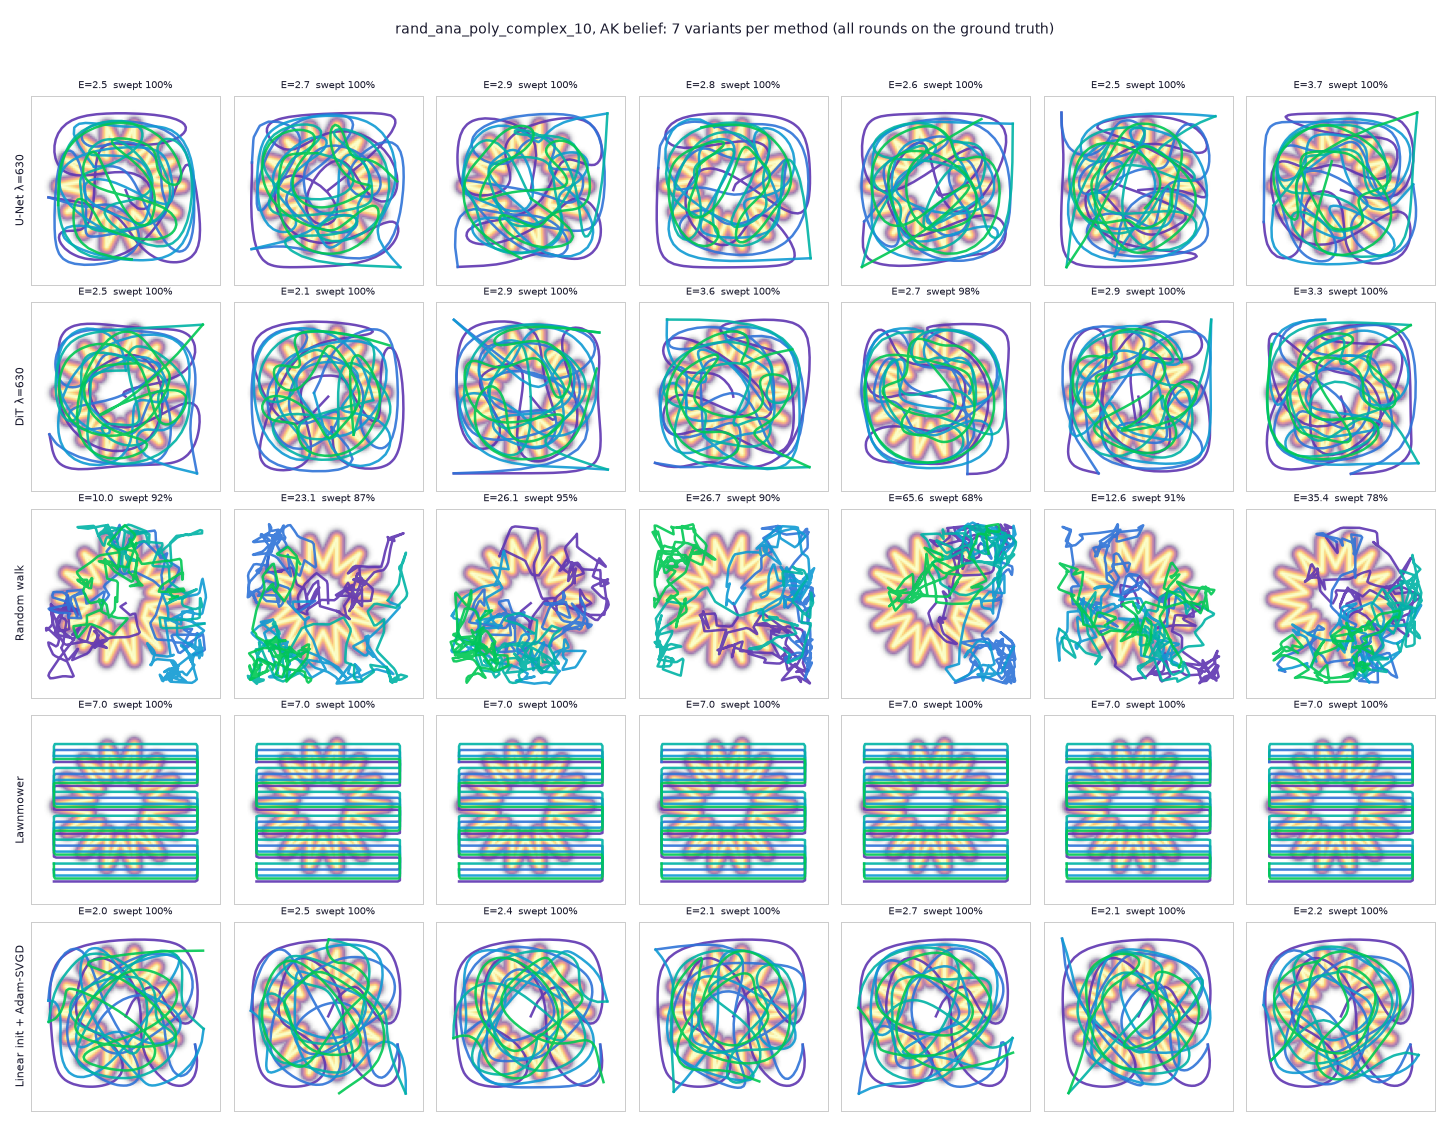 rand_ana_poly_complex_10, AK belief: 7 variants per method (all rounds on the ground truth)
E=2.5 swept 100% E=2.7 swept 100% E=2.9 swept 100% E=2.8 swept 100% E=2.6 swept 100% E=2.5 swept 100% E=3.7 swept 100%
U-Net λ=630
E=2.5 swept 100% E=2.1 swept 100% E=2.9 swept 100% E=3.6 swept 100% E=2.7 swept 98% E=2.9 swept 100% E=3.3 swept 100%
DiT λ=630
E=10.0 swept 92% E=23.1 swept 87% E=26.1 swept 95% E=26.7 swept 90% E=65.6 swept 68% E=12.6 swept 91% E=35.4 swept 78%
Random walk
E=7.0 swept 100% E=7.0 swept 100% E=7.0 swept 100% E=7.0 swept 100% E=7.0 swept 100% E=7.0 swept 100% E=7.0 swept 100%
Lawnmower
E=2.0 swept 100% E=2.5 swept 100% E=2.4 swept 100% E=2.1 swept 100% E=2.7 swept 100% E=2.1 swept 100% E=2.2 swept 100%
Linear init + Adam-SVGD